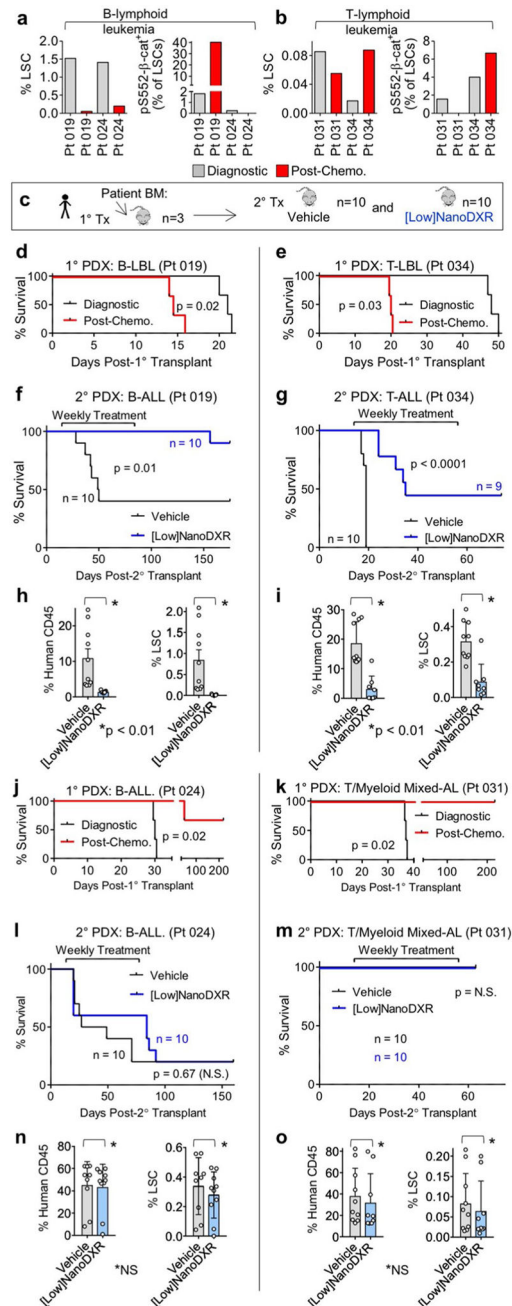 a
B-lymphoid
leukemia
b
T-lymphoid
leukemia
% LSC
2.0
1.5
1.0
0.5
0.0
Pt 019
Pt 019
Pt 024
Pt 024
pS552-β-cat+
(% of LSCs)
40
30
20
10
2
1
0
Pt 019
Pt 019
Pt 024
Pt 024
% LSC
0.10
0.08
0.06
0.04
0.02
0.00
Pt 031
Pt 031
Pt 034
Pt 034
pS552-β-cat+
(% of LSCs)
8
6
4
2
0
Pt 031
Pt 031
Pt 034
Pt 034
Diagnostic Post-Chemo.
c
Patient BM:
1° Tx
n=3
2° Tx n=10 and n=10
Vehicle [Low]NanoDXR
d
1° PDX: B-LBL (Pt 019)
% Survival
100
50
0
0 5 10 15 20
Diagnostic
Post-Chemo.
p = 0.02
Days Post-1° Transplant
e
1° PDX: T-LBL (Pt 034)
% Survival
100
50
0
0 10 20 30 40 50
p = 0.03
Diagnostic
Post-Chemo.
Days Post-1° Transplant
f
2° PDX: B-ALL (Pt 019)
Weekly Treatment
% Survival
100
50
0
0 50 100 150
n = 10
p = 0.01
n = 10
Vehicle
[Low]NanoDXR
Days Post-2° Transplant
g
2° PDX: T-ALL (Pt 034)
Weekly Treatment
% Survival
100
50
0
0 20 40 60
p < 0.0001
n = 9
n = 10
Vehicle
[Low]NanoDXR
Days Post-2° Transplant
h
% Human CD45
30
20
10
0
*
Vehicle
[Low]NanoDXR
% LSC
2.5
2.0
1.5
1.0
0.5
0.0
*
Vehicle
[Low]NanoDXR
*p < 0.01
i
% Human CD45
40
30
20
10
0
*
Vehicle
[Low]NanoDXR
% LSC
0.6
0.4
0.2
0.0
*
Vehicle
[Low]NanoDXR
*p < 0.01
j
1° PDX: B-ALL. (Pt 024)
% Survival
100
50
0
0 10 20 30 100 200
Diagnostic
Post-Chemo.
p = 0.02
Days Post-1° Transplant
k
1° PDX: T/Myeloid Mixed-AL (Pt 031)
% Survival
100
50
0
0 10 20 30 40 100 200
Diagnostic
Post-Chemo.
p = 0.02
Days Post-1° Transplant
l
2° PDX: B-ALL. (Pt 024)
Weekly Treatment
% Survival
100
50
0
0 50 100 150
Vehicle
[Low]NanoDXR
n = 10
n = 10
p = 0.67 (N.S.)
Days Post-2° Transplant
m
2° PDX: T/Myeloid Mixed-AL (Pt 031)
Weekly Treatment
% Survival
100
50
0
0 20 40 60
Vehicle
[Low]NanoDXR
p = N.S.
n = 10
n = 10
Days Post-2° Transplant
n
% Human CD45
80
60
40
20
0
*
Vehicle
[Low]NanoDXR
% LSC
0.6
0.4
0.2
0.0
*
Vehicle
[Low]NanoDXR
*NS
o
% Human CD45
100
80
60
40
20
0
*
Vehicle
[Low]NanoDXR
% LSC
0.25
0.20
0.15
0.10
0.05
0.00
*
Vehicle
[Low]NanoDXR
*NS